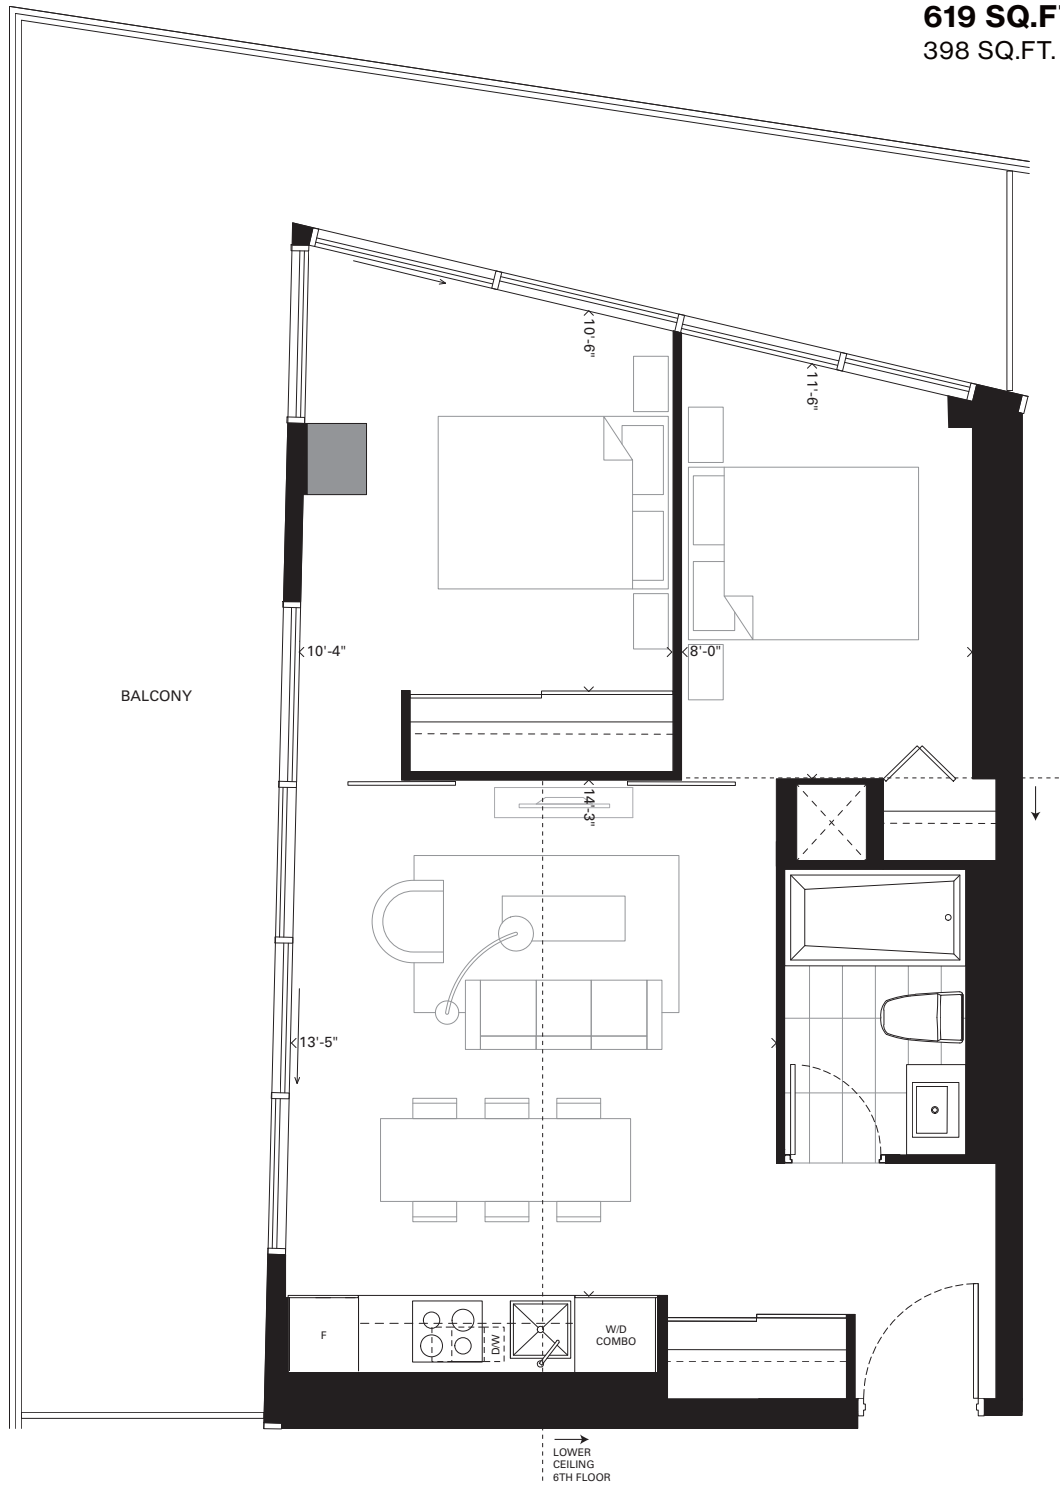 619 SQ.F
398 SQ.FT.
10'-6"
11'-6"
10'-4"
8'-0"
BALCONY
14'-3"
13'-5"
F
D/W
W/D
COMBO
LOWER
CEILING
6TH FLOOR